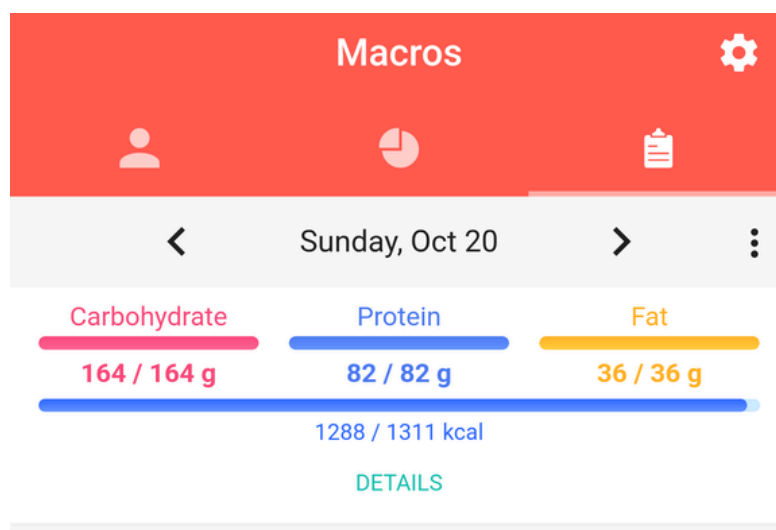 Macros
Sunday, Oct 20
Carbohydrate Protein Fat
164 / 164 g 82 / 82 g 36 / 36 g
1288 / 1311 kcal
DETAILS